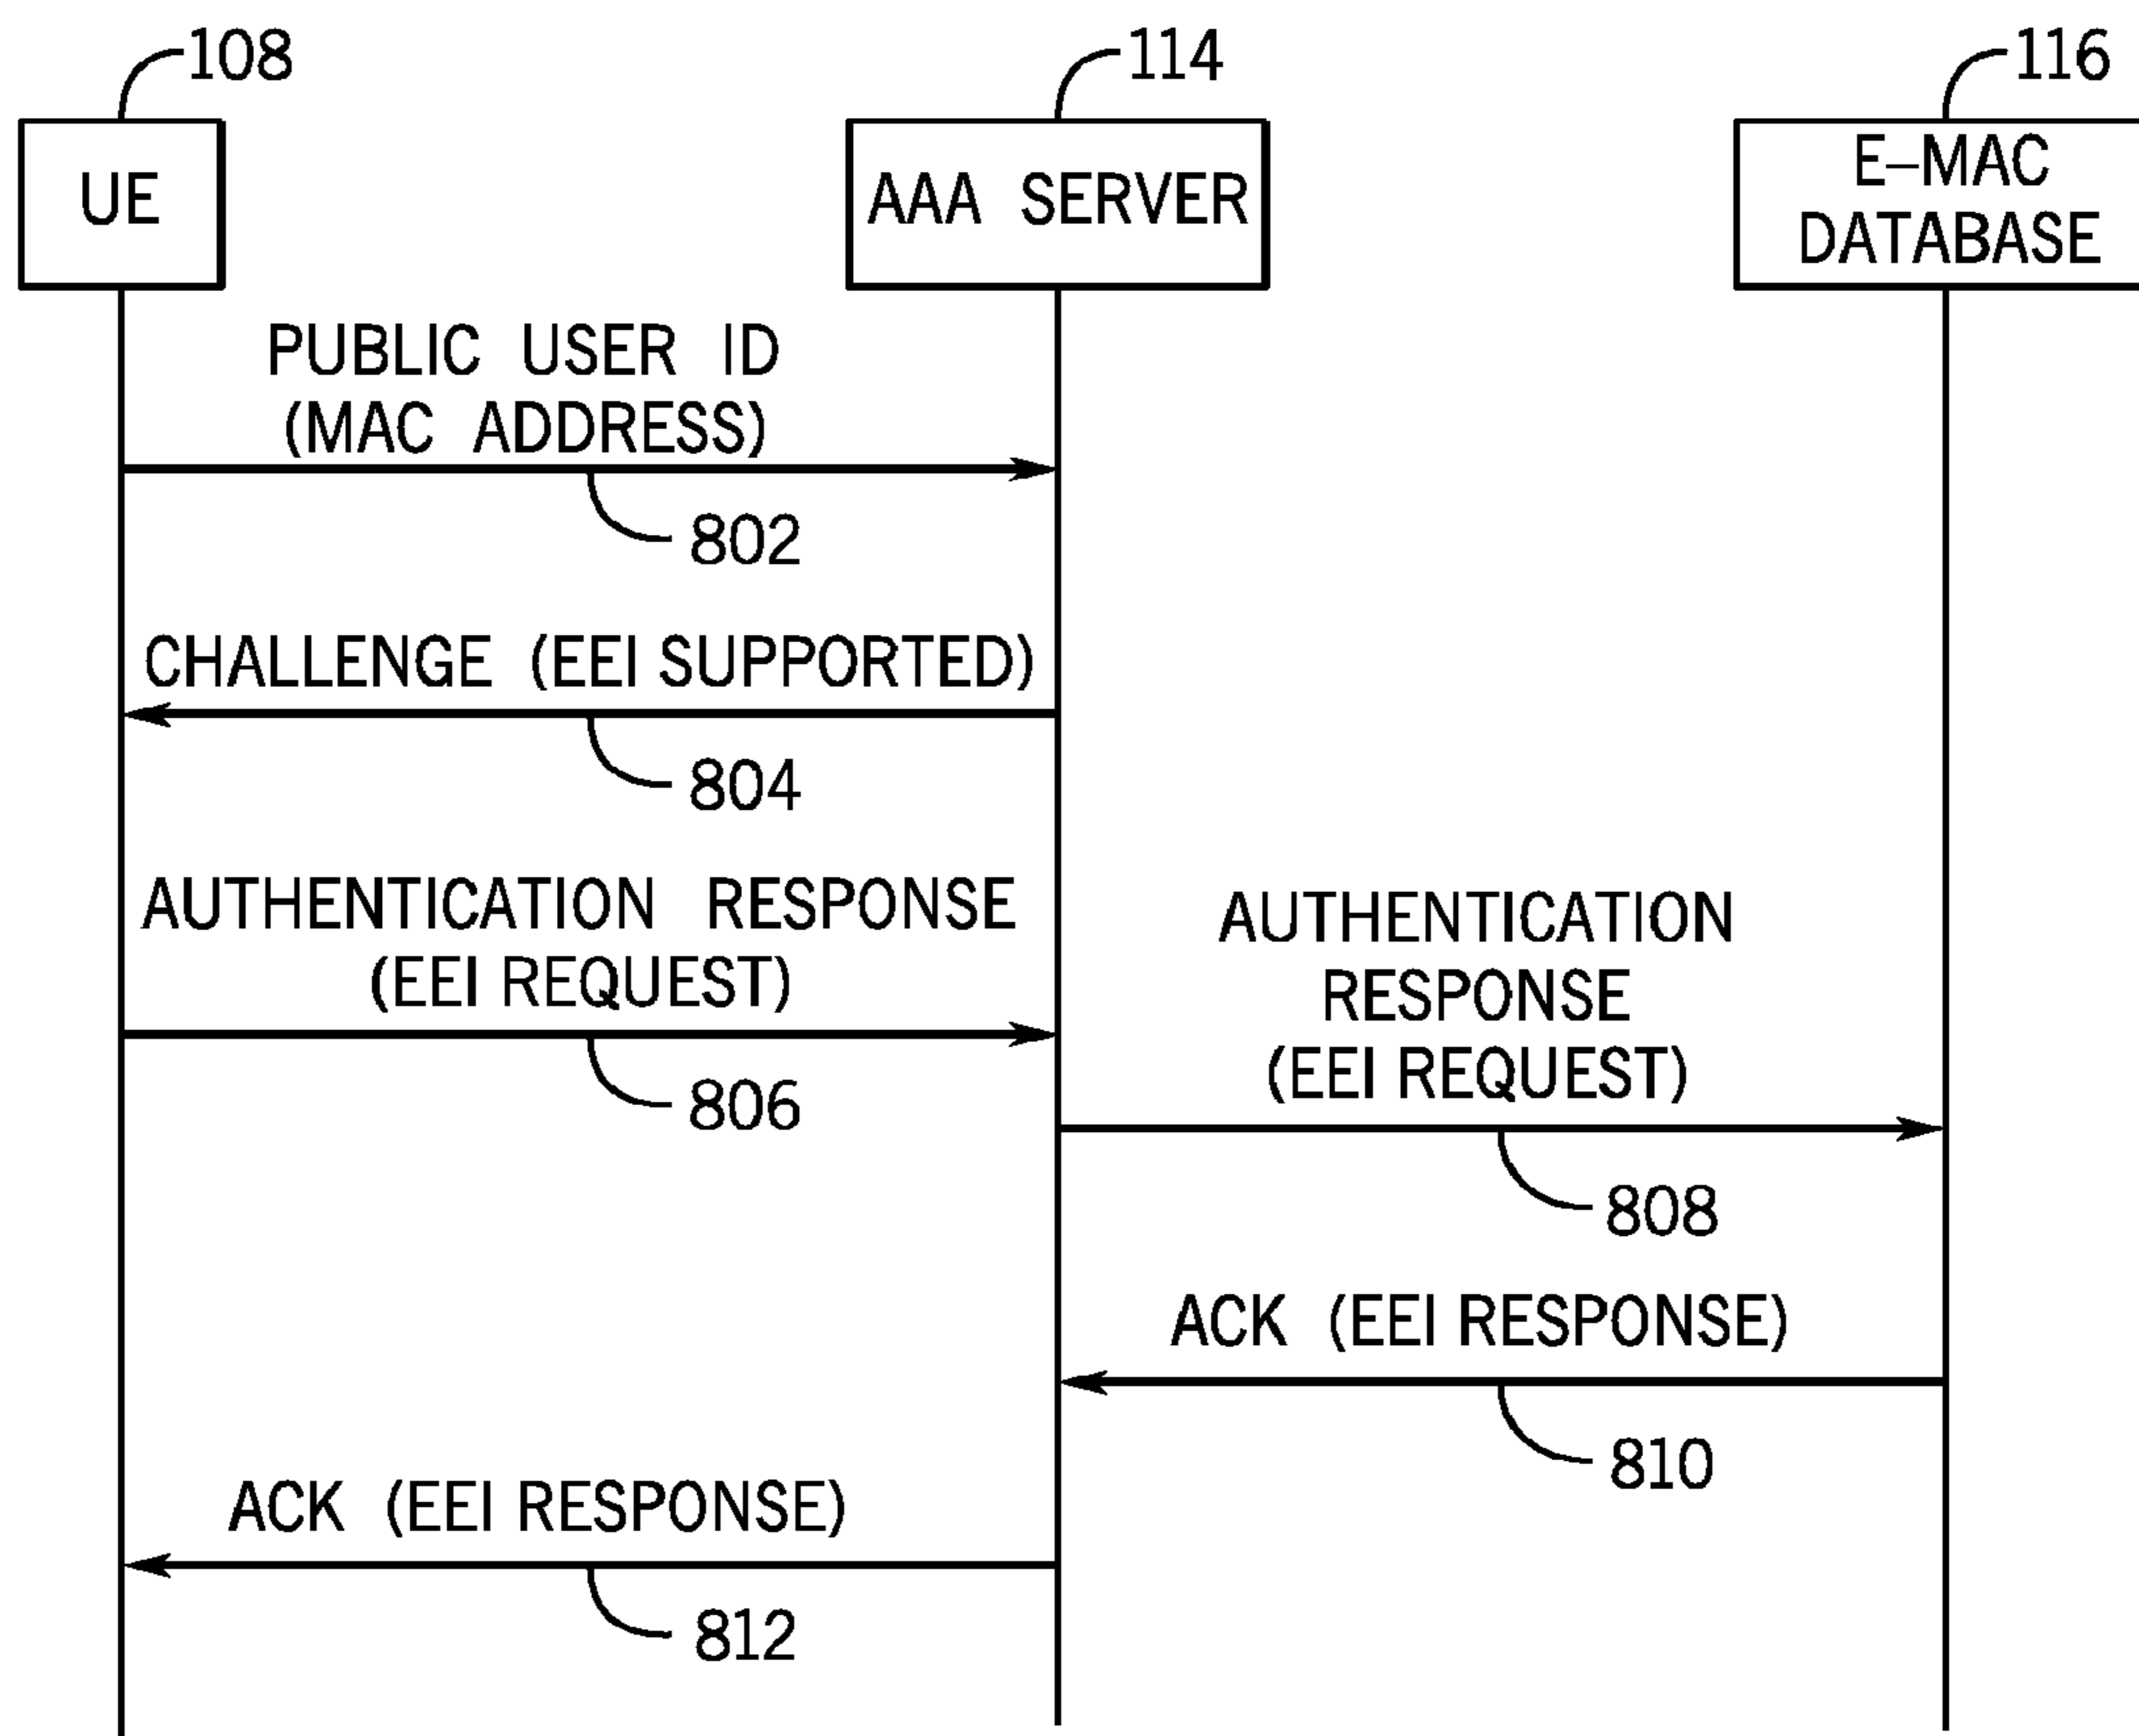 108
114
116
UE
AAA SERVER
E-MAC
DATABASE
PUBLIC USER ID
(MAC ADDRESS)
802
CHALLENGE (EEI SUPPORTED)
804
AUTHENTICATION RESPONSE
(EEI REQUEST)
806
AUTHENTICATION
RESPONSE
(EEI REQUEST)
808
ACK (EEI RESPONSE)
810
ACK (EEI RESPONSE)
812